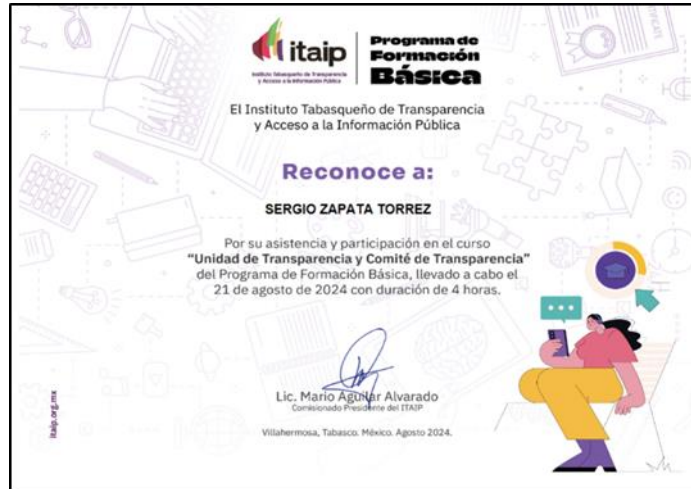 itaip
Instituto Tabasqueño de Transparencia
y Acceso a la Información Pública
Programa de
Formación
Básica
El Instituto Tabasqueño de Transparencia
y Acceso a la Información Pública
Reconoce a:
SERGIO ZAPATA TORREZ
Por su asistencia y participación en el curso
“Unidad de Transparencia y Comité de Transparencia”
del Programa de Formación Básica, llevado a cabo el
21 de agosto de 2024 con duración de 4 horas.
Lic. Mario Aguilar Alvarado
Comisionado Presidente del ITAIP
Villahermosa, Tabasco. México. Agosto 2024.
itaip.org.mx